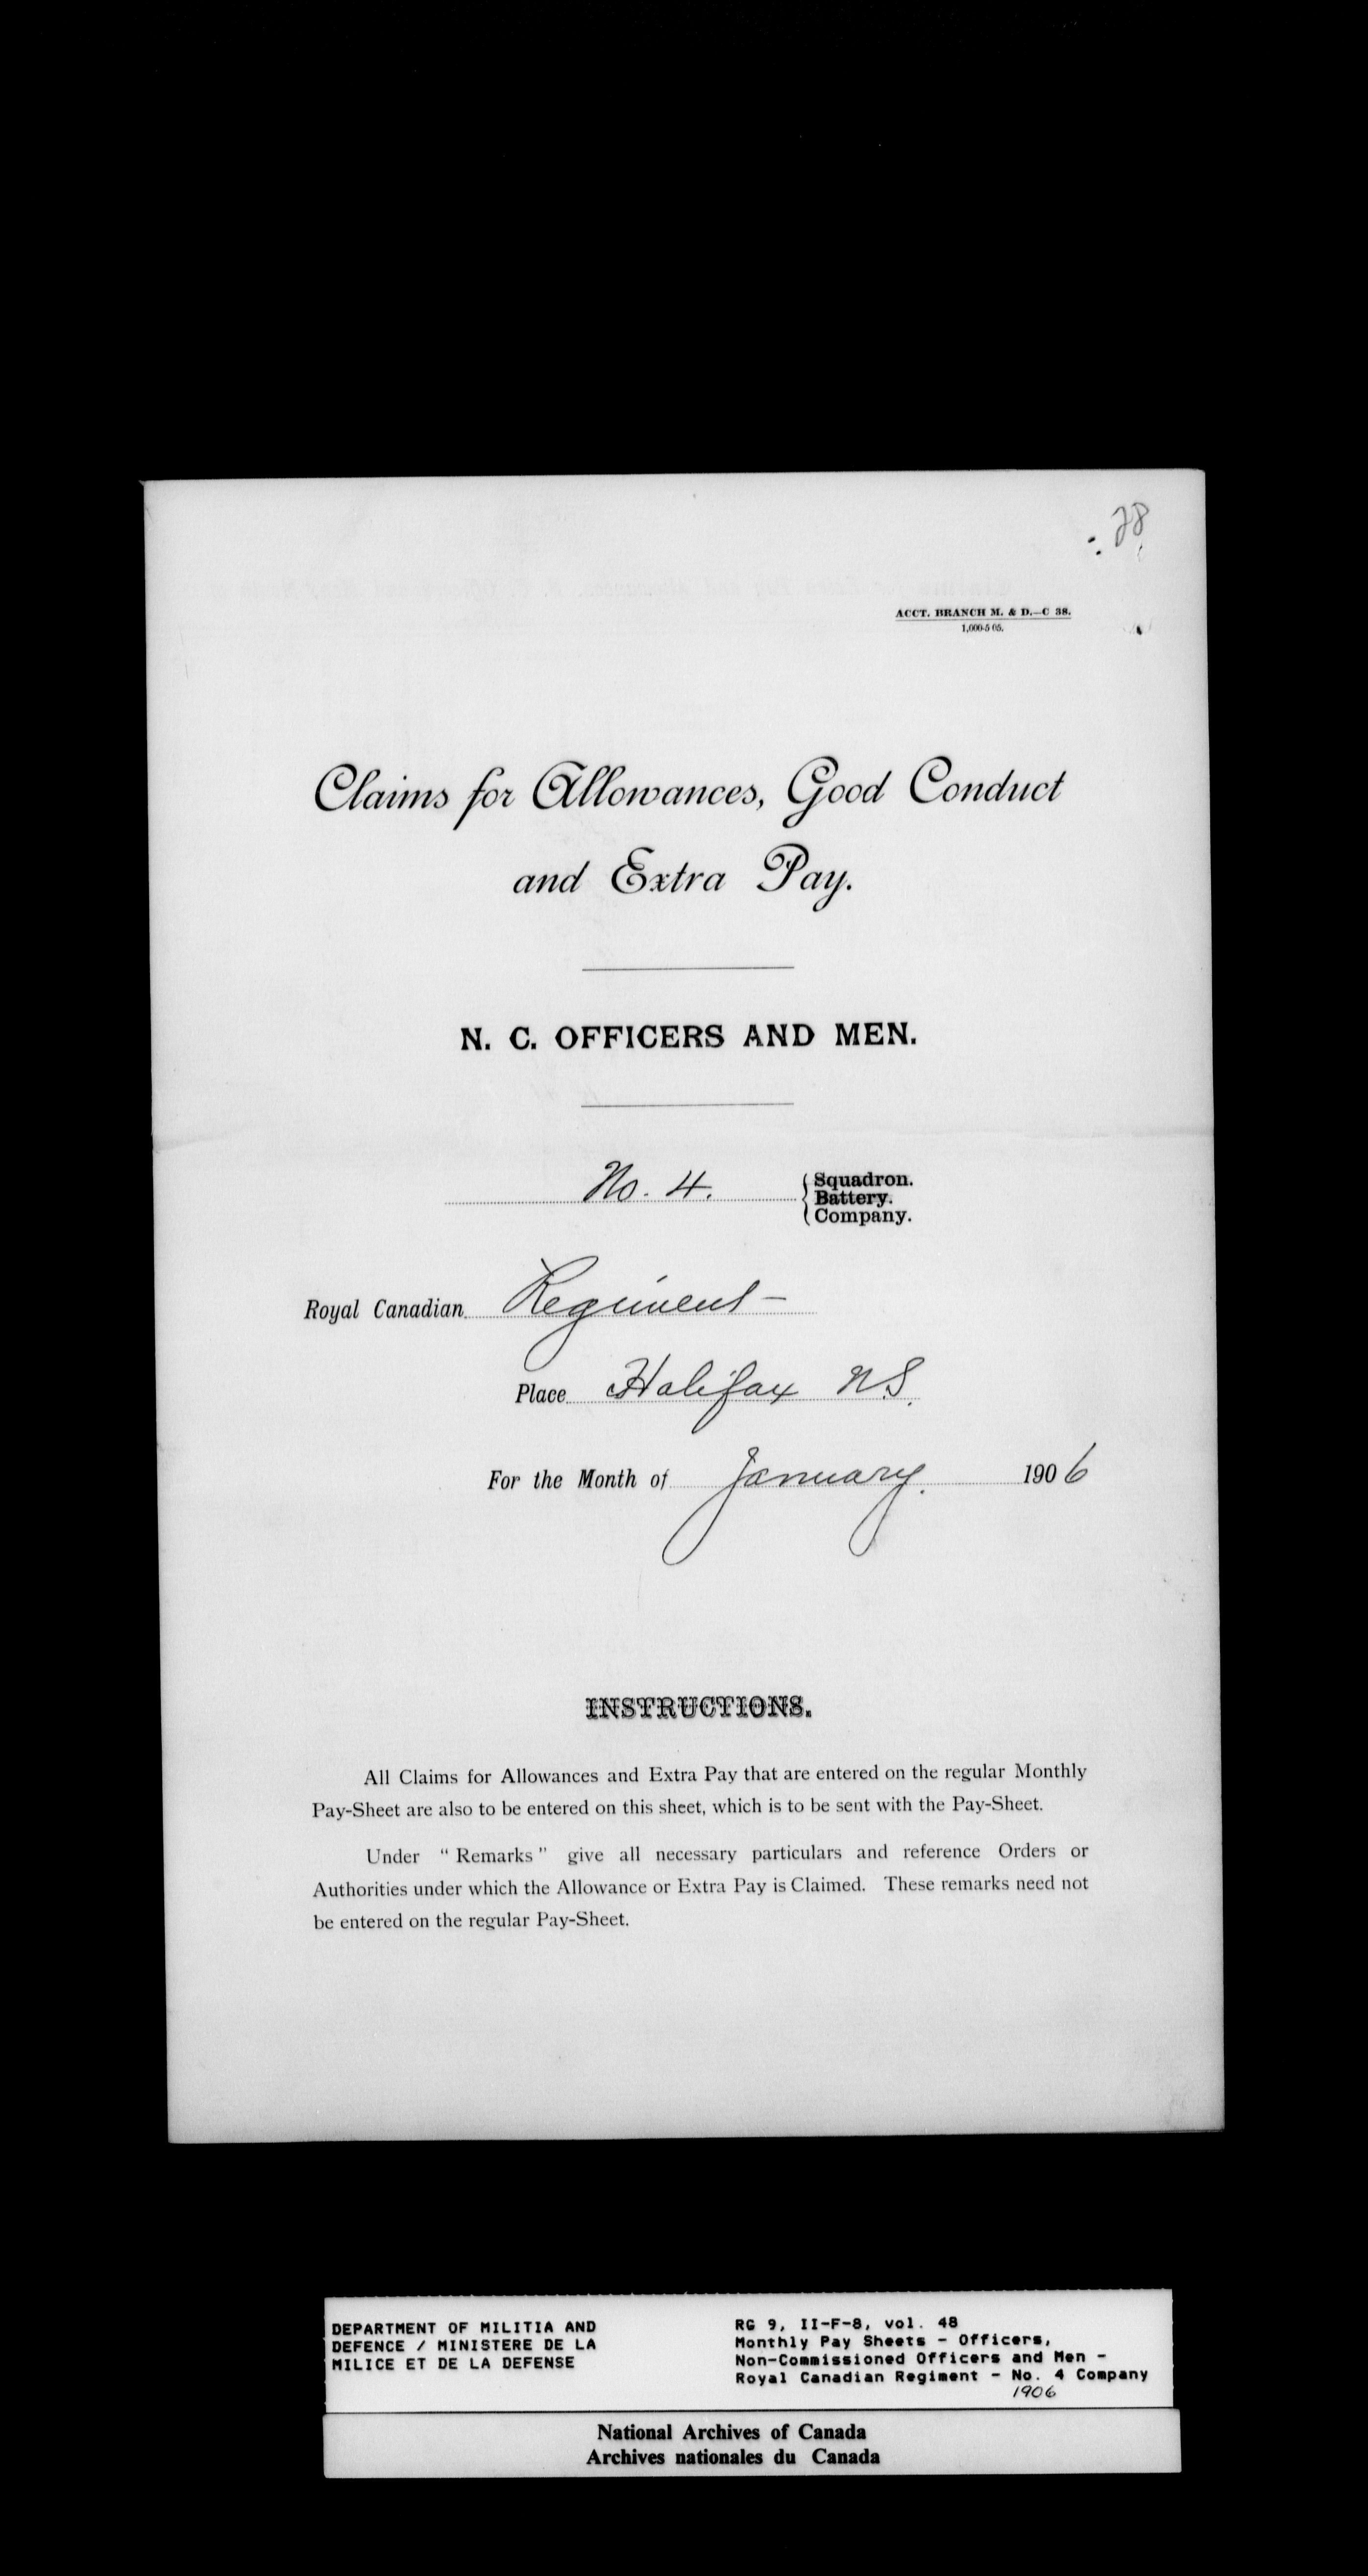 28
ACCT. BRANCH M. & D.—C 38.
1,000-5 05.
Claims for Allowances, Good Conduct
and Extra Pay.
N. C. OFFICERS AND MEN.
No. 4. { Squadron.
Battery.
Company.
Royal Canadian Regiment -
Place Halifax N.S.
For the Month of January. 1906
INSTRUCTIONS.
All Claims for Allowances and Extra Pay that are entered on the regular Monthly
Pay-Sheet are also to be entered on this sheet, which is to be sent with the Pay-Sheet.
Under "Remarks" give all necessary particulars and reference Orders or
Authorities under which the Allowance or Extra Pay is Claimed. These remarks need not
be entered on the regular Pay-Sheet.
DEPARTMENT OF MILITIA AND
DEFENCE / MINISTERE DE LA
MILICE ET DE LA DEFENSE
RG 9, II-F-8, vol. 48
Monthly Pay Sheets - Officers,
Non-Commissioned Officers and Men -
Royal Canadian Regiment - No. 4 Company
1906
National Archives of Canada
Archives nationales du Canada